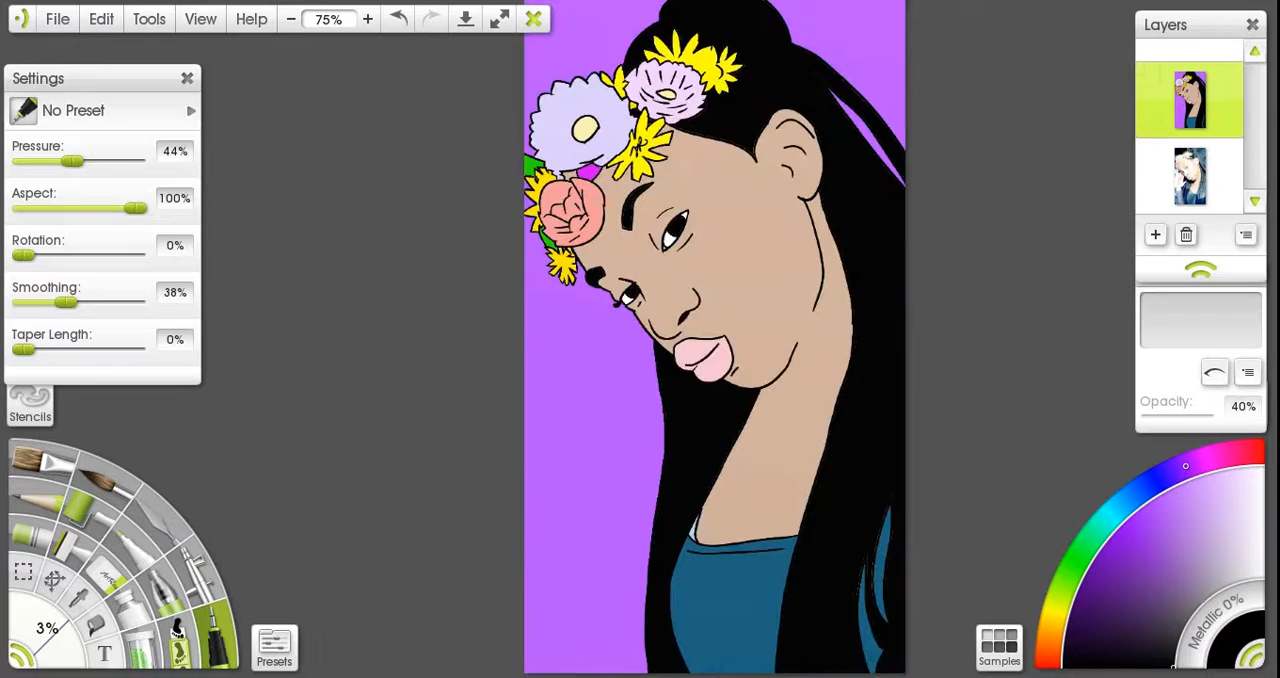 File Edit Tools View Help − 75% +
Settings
No Preset
Pressure:
44%
Aspect:
100%
Rotation:
0%
Smoothing:
38%
Taper Length:
0%
Stencils
3%
T
Presets
Layers
Opacity:
40%
Metallic 0%
Samples